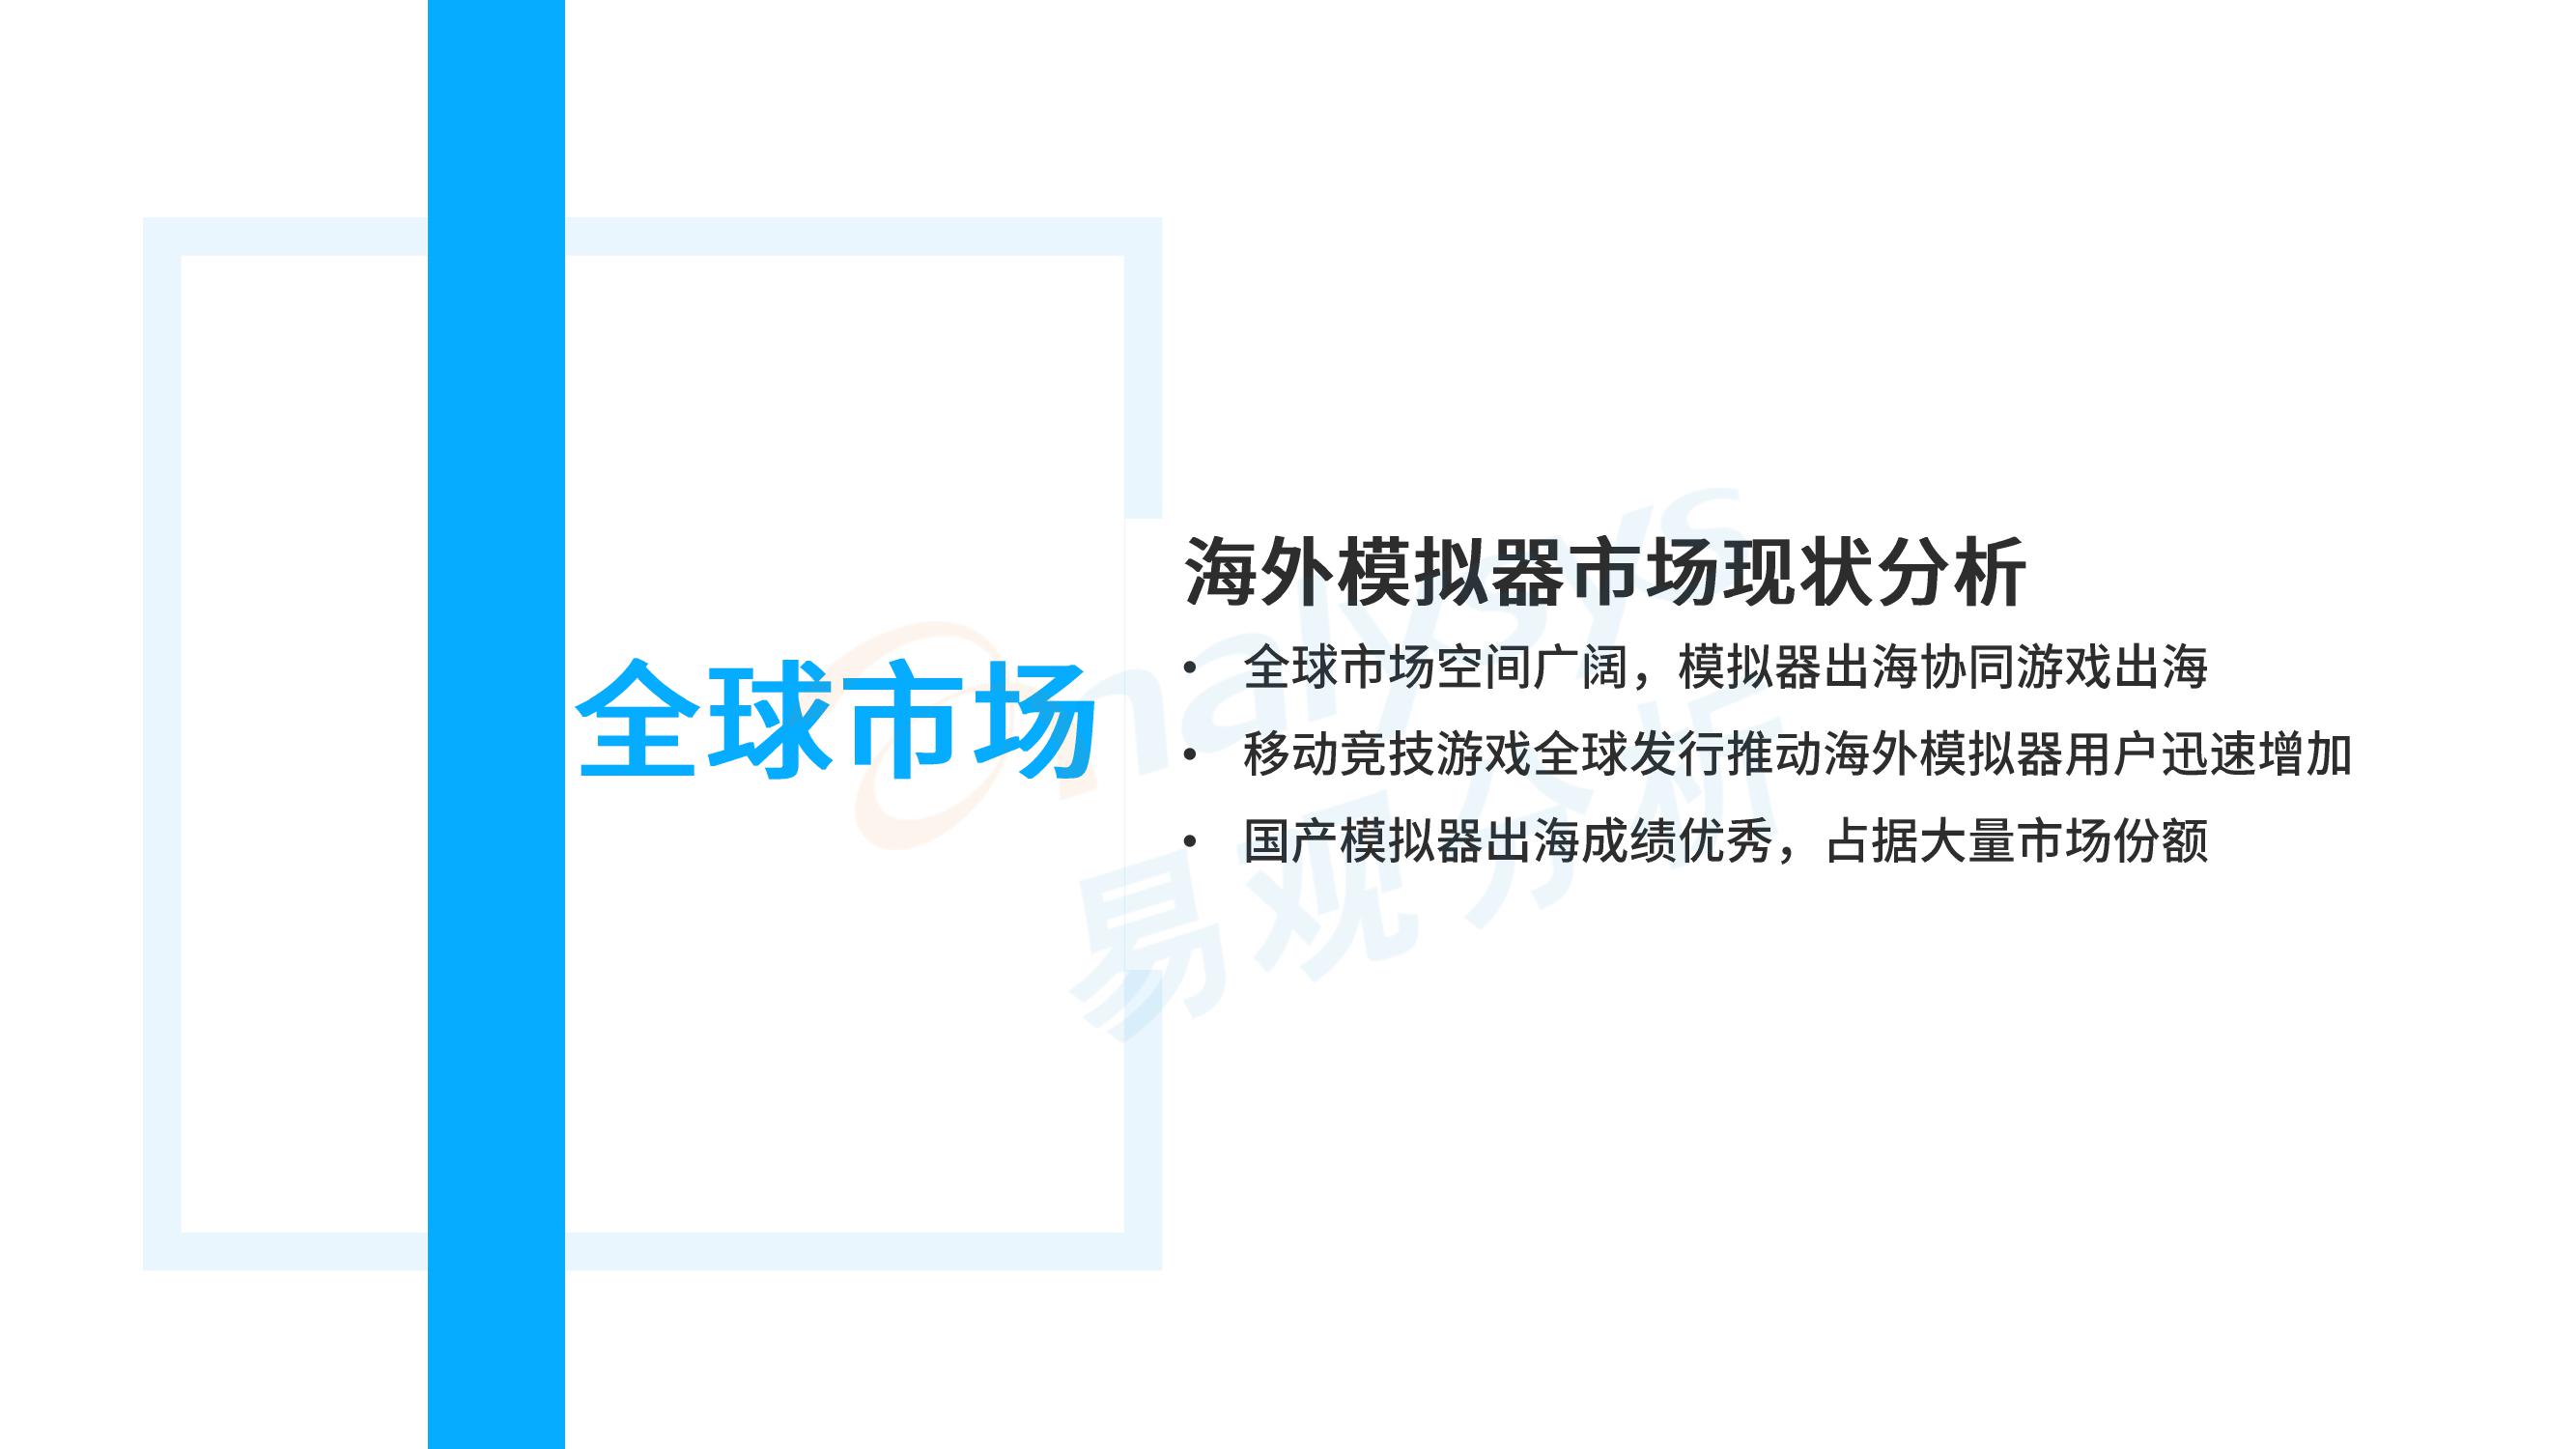 全球市场
海外模拟器市场现状分析
• 全球市场空间广阔，模拟器出海协同游戏出海
• 移动竞技游戏全球发行推动海外模拟器用户迅速增加
• 国产模拟器出海成绩优秀，占据大量市场份额
analysys
易观分析